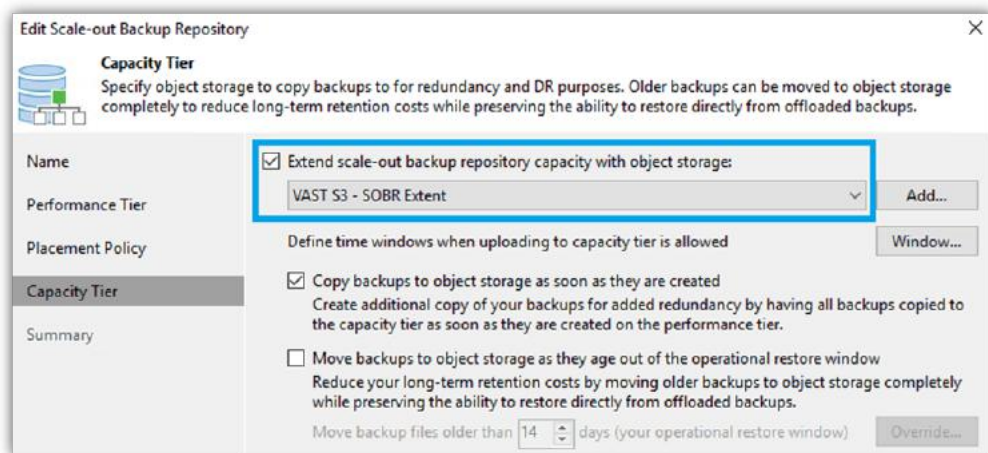 Edit Scale-out Backup Repository
Capacity Tier
Specify object storage to copy backups to for redundancy and DR purposes. Older backups can be moved to object storage
completely to reduce long-term retention costs while preserving the ability to restore directly from offloaded backups.
Name
Performance Tier
Placement Policy
Capacity Tier
Summary
Extend scale-out backup repository capacity with object storage:
VAST S3 - SOBR Extent
Add...
Define time windows when uploading to capacity tier is allowed
Window...
Copy backups to object storage as soon as they are created
Create additional copy of your backups for added redundancy by having all backups copied to
the capacity tier as soon as they are created on the performance tier.
Move backups to object storage as they age out of the operational restore window
Reduce your long-term retention costs by moving older backups to object storage completely
while preserving the ability to restore directly from offloaded backups.
Move backup files older than 14 days (your operational restore window)
Override...